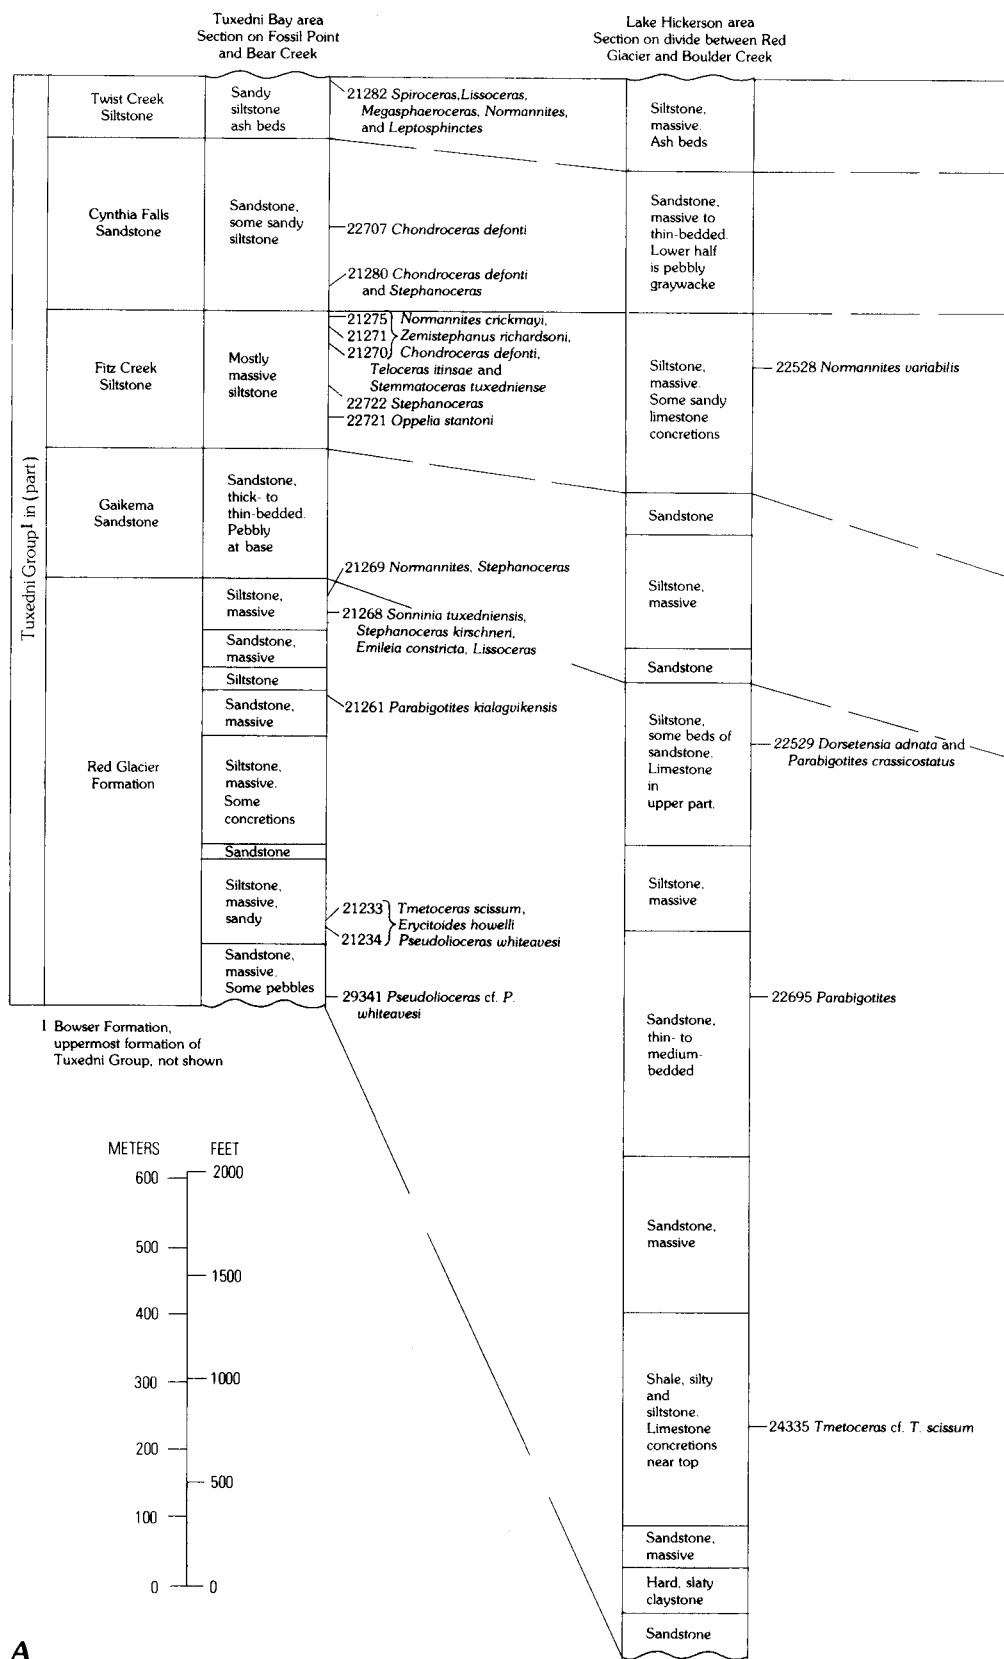 Tuxedni Bay area
Section on Fossil Point
and Bear Creek
Lake Hickerson area
Section on divide between Red
Glacier and Boulder Creek
Tuxedni Group1 in (part)
Twist Creek
Siltstone
Cynthia Falls
Sandstone
Fitz Creek
Siltstone
Gaikema
Sandstone
Red Glacier
Formation
Sandy
siltstone
ash beds
Sandstone,
some sandy
siltstone
Mostly
massive
siltstone
Sandstone,
thick- to
thin-bedded.
Pebbly
at base
Siltstone,
massive
Sandstone,
massive
Siltstone
Sandstone,
massive
Siltstone,
massive.
Some
concretions
Sandstone
Siltstone,
massive,
sandy
Sandstone,
massive.
Some pebbles
21282 Spiroceras, Lissoceras,
Megasphaeroceras, Normannites,
and Leptosphinctes
22707 Chondroceras defonti
21280 Chondroceras defonti
and Stephanoceras
21275 Normannites crickmayi,
21271 Zemistephanus richardsoni,
21270 Chondroceras defonti,
Teloceras itinsae and
Stemmatoceras tuxedniense
22722 Stephanoceras
22721 Oppelia stantoni
21269 Normannites, Stephanoceras
21268 Sonninia tuxedniensis,
Stephanoceras kirschneri,
Emileia constricta, Lissoceras
21261 Parabigotites kialagvikensis
21233 Tmetoceras scissum,
Erycitoides howelli
21234 Pseudolioceras whiteavesi
29341 Pseudolioceras cf. P.
whiteavesi
Siltstone,
massive.
Ash beds
Sandstone,
massive to
thin-bedded.
Lower half
is pebbly
graywacke
Siltstone,
massive.
Some sandy
limestone
concretions
Sandstone
Siltstone,
massive
Sandstone
Siltstone,
some beds of
sandstone.
Limestone
in
upper part.
Siltstone,
massive
Sandstone,
thin- to
medium-
bedded
Sandstone,
massive
Shale, silty
and
siltstone.
Limestone
concretions
near top
Sandstone,
massive
Hard, slaty
claystone
Sandstone
22528 Normannites variabilis
22529 Dorsetensia adnata and
Parabigotites crassicostatus
22695 Parabigotites
24335 Tmetoceras cf. T. scissum
1 Bowser Formation,
uppermost formation of
Tuxedni Group, not shown
METERS FEET
600 2000
500
1500
400
300 1000
200
500
100
0 0
A